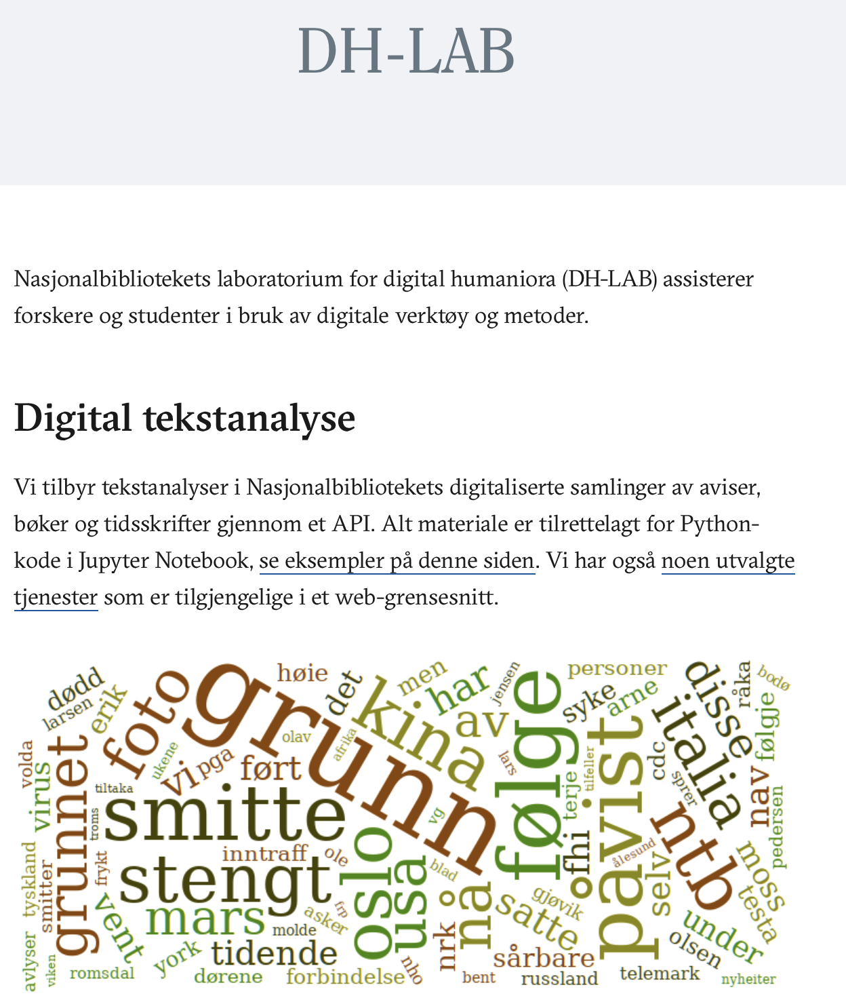 DH-LAB
Nasjonalbibliotekets laboratorium for digital humaniora (DH-LAB) assisterer
forskere og studenter i bruk av digitale verktøy og metoder.
Digital tekstanalyse
Vi tilbyr tekstanalyser i Nasjonalbibliotekets digitaliserte samlinger av aviser,
bøker og tidsskrifter gjennom et API. Alt materiale er tilrettelagt for Python-
kode i Jupyter Notebook, se eksempler på denne siden. Vi har også noen utvalgte
tjenester som er tilgjengelige i et web-grensesnitt.
dødd
larsen
erik
foto
grunn
høie
det
men
har
jensen
personer
disse
råka
bodø
kina
av
følge
syke
arne
italia
følgje
volda
virus
grunnet
ukene
vi
pga
ført
olav
afrika
lars
terje
tilfeller
påvist
cdc
sprer
nav
pedersen
tiltaka
troms
smitte
vg
fhi
ålesund
ntb
frykt
inntraff
ole
stengt
oslo
usa
blad
nå
selv
moss
testa
tyskland
smitter
vent
mars
frp
asker
molde
satte
gjøvik
under
olsen
avlyser
viken
romsdal
york
tidende
dørene
forbindelse
nho
nrk
bent
sårbare
russland
telemark
nyheiter